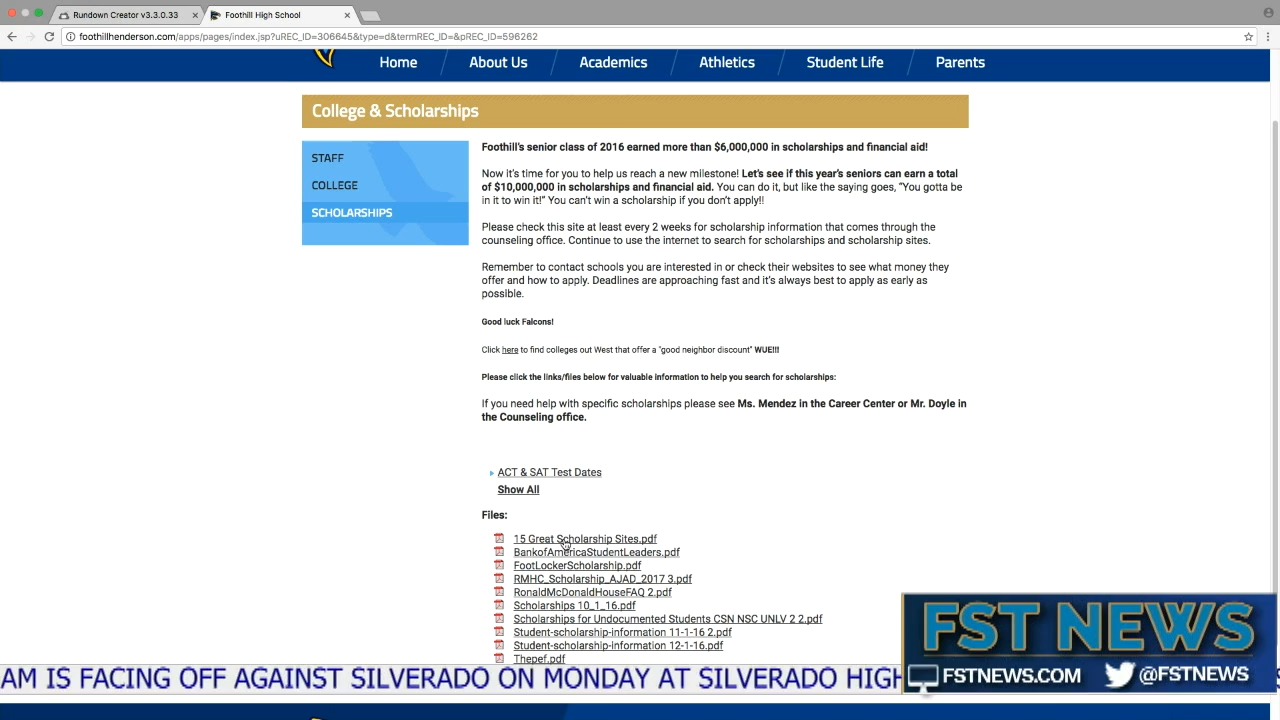 Rundown Creator v3.3.0.33
Foothill High School
foothillhenderson.com/apps/pages/index.jsp?uREC_ID=306645&type=d&termREC_ID=&pREC_ID=596262
Home About Us Academics Athletics Student Life Parents
College & Scholarships
STAFF
COLLEGE
SCHOLARSHIPS
Foothill's senior class of 2016 earned more than $6,000,000 in scholarships and financial aid!
Now it's time for you to help us reach a new milestone! Let's see if this year's seniors can earn a total
of $10,000,000 in scholarships and financial aid. You can do it, but like the saying goes, "You gotta be
in it to win it!" You can't win a scholarship if you don't apply!!
Please check this site at least every 2 weeks for scholarship information that comes through the
counseling office. Continue to use the internet to search for scholarships and scholarship sites.
Remember to contact schools you are interested in or check their websites to see what money they
offer and how to apply. Deadlines are approaching fast and it's always best to apply as early as
possible.
Good luck Falcons!
Click here to find colleges out West that offer a "good neighbor discount" WUE!!!
Please click the links/files below for valuable information to help you search for scholarships:
If you need help with specific scholarships please see Ms. Mendez in the Career Center or Mr. Doyle in
the Counseling office.
ACT & SAT Test Dates
Show All
Files:
15 Great Scholarship Sites.pdf
BankofAmericaStudentLeaders.pdf
FootLockerScholarship.pdf
RMHC_Scholarship_AJAD_2017 3.pdf
RonaldMcDonaldHouseFAQ 2.pdf
Scholarships 10_1_16.pdf
Scholarships for Undocumented Students CSN NSC UNLV 2 2.pdf
Student-scholarship-information 11-1-16 2.pdf
Student-scholarship-information 12-1-16.pdf
Thepef.pdf
FST NEWS
FSTNEWS.COM @FSTNEWS
AM IS FACING OFF AGAINST SILVERADO ON MONDAY AT SILVERADO HIGH